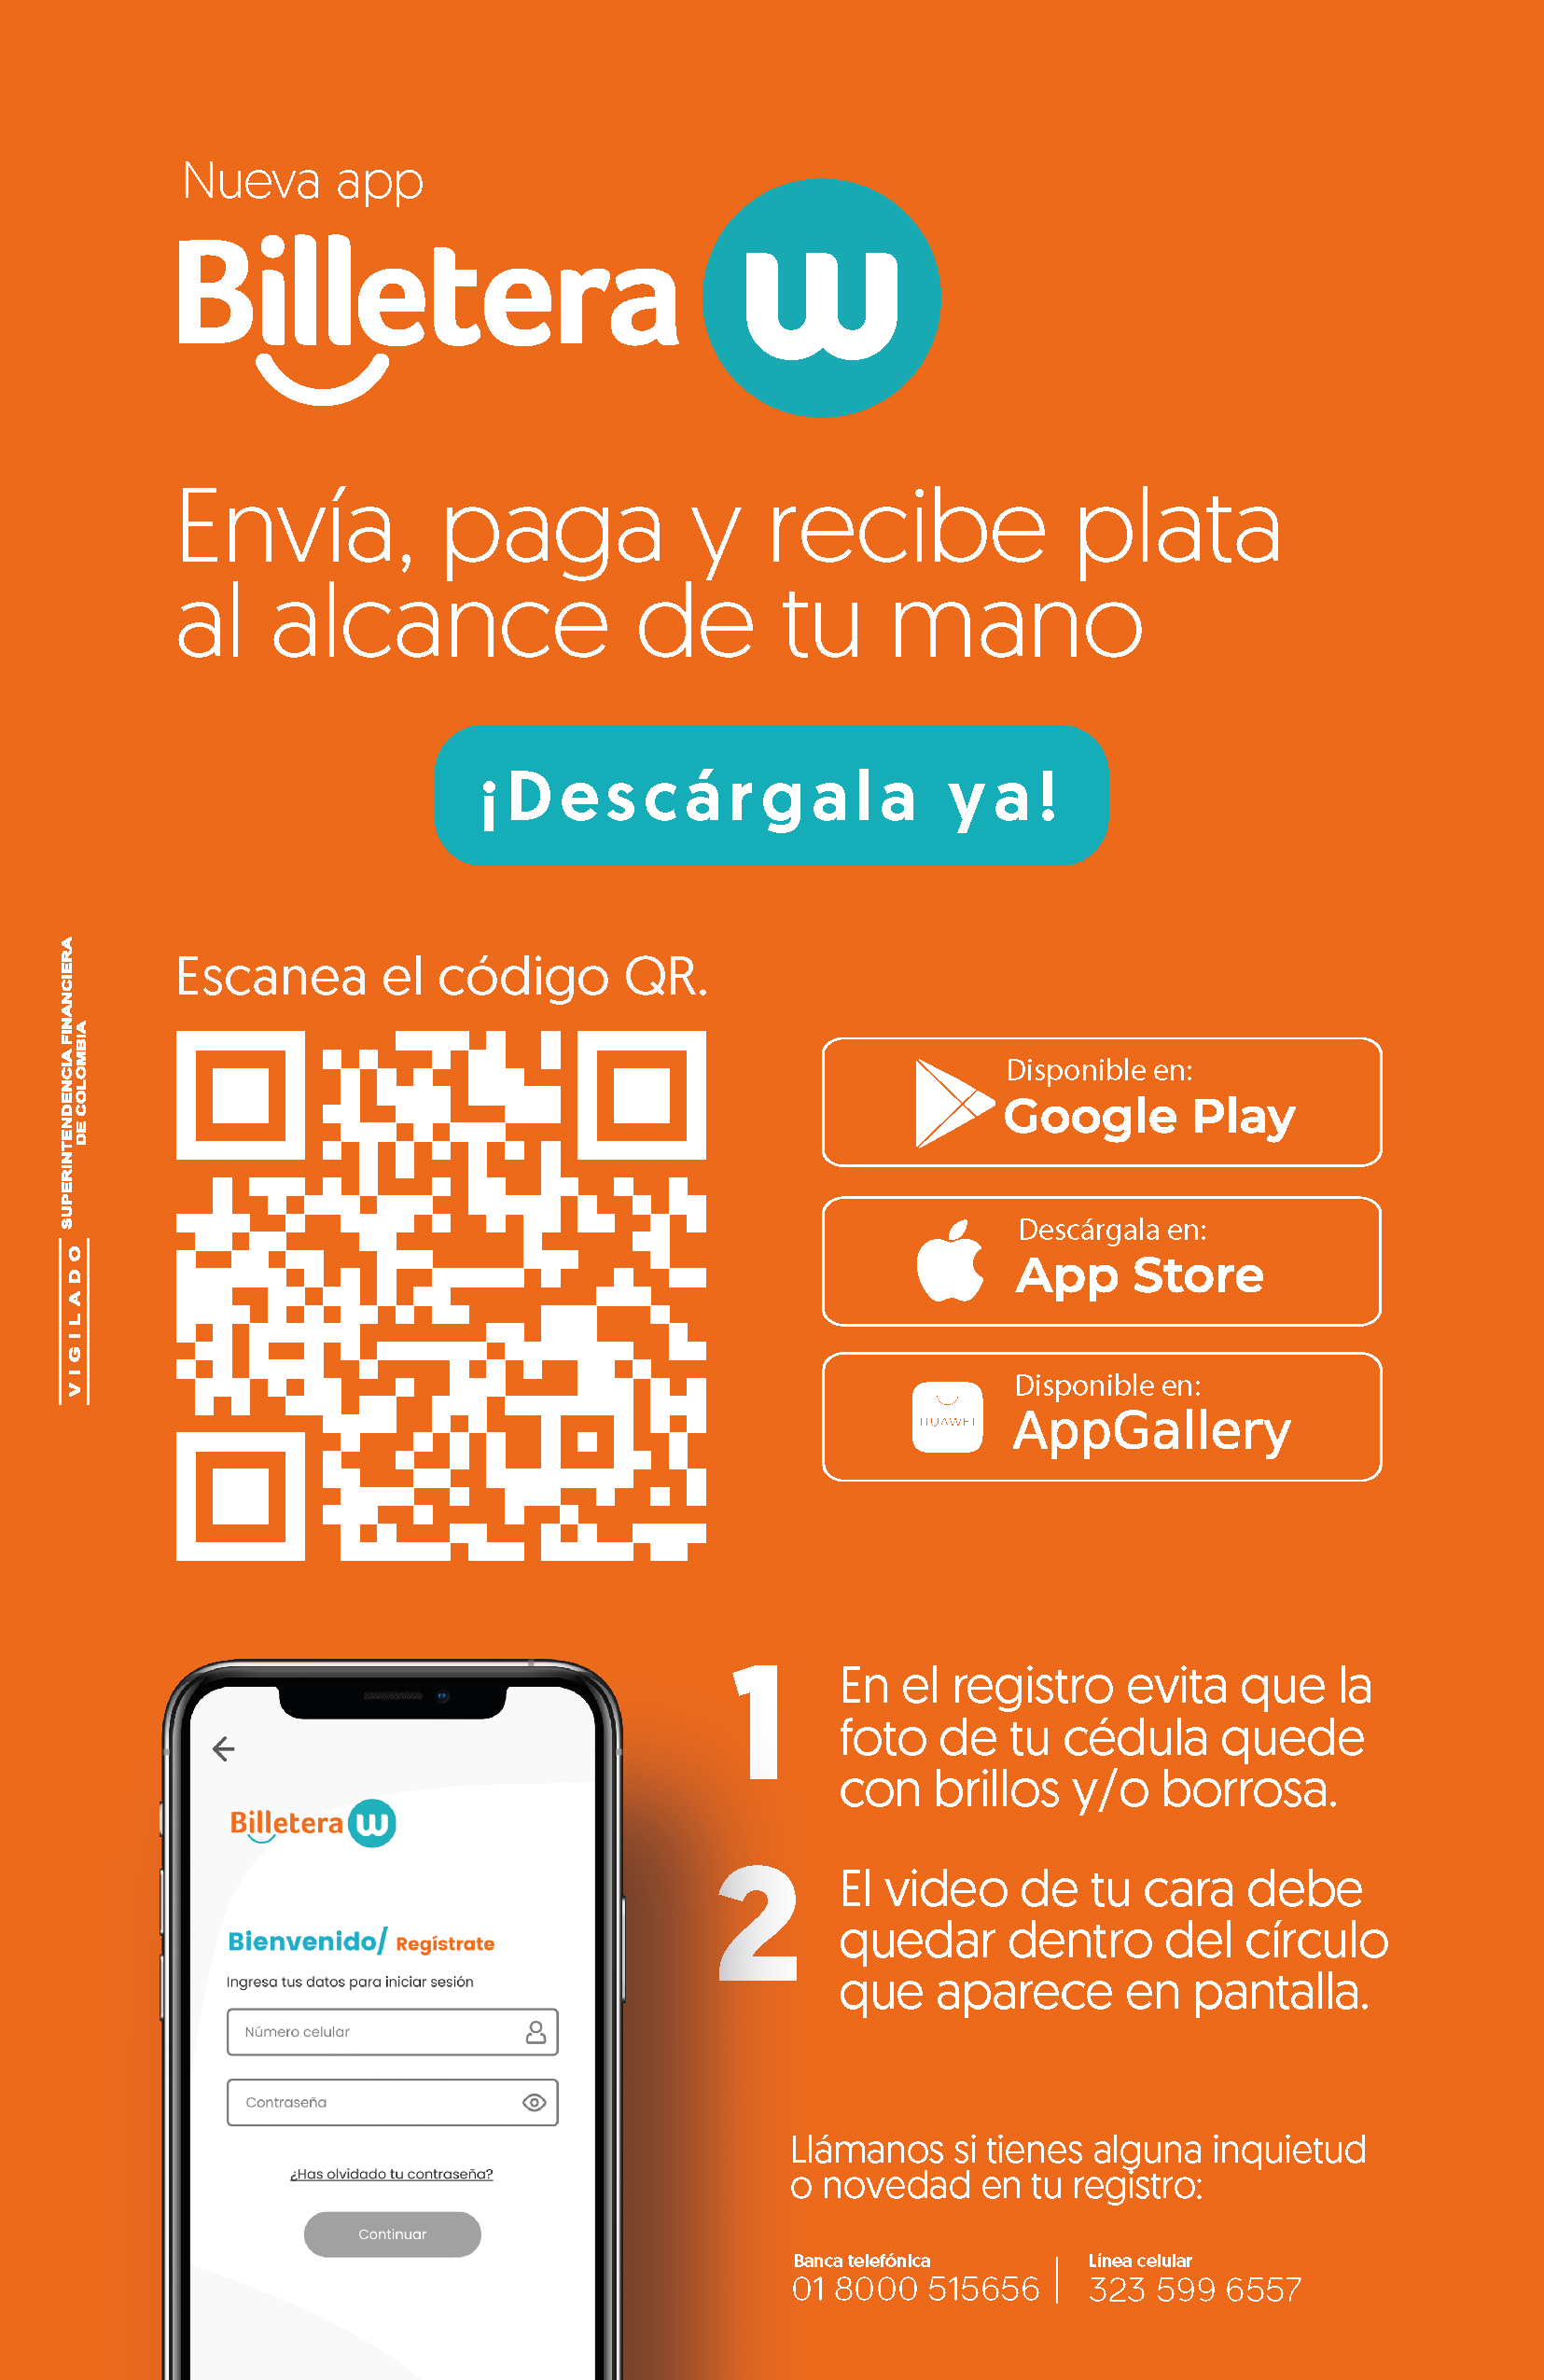 Nueva app
Billetera W
Envía, paga y recibe plata
al alcance de tu mano
¡Descárgala ya!
Escanea el código QR.
Disponible en:
Google Play
Descárgala en:
App Store
Disponible en:
HUAWEI
AppGallery
VIGILADO
SUPERINTENDENCIA FINANCIERA
DE COLOMBIA
1
En el registro evita que la
foto de tu cédula quede
con brillos y/o borrosa.
2
El video de tu cara debe
quedar dentro del círculo
que aparece en pantalla.
Billetera W
Bienvenido/ Regístrate
Ingresa tus datos para iniciar sesión
Número celular
Contraseña
¿Has olvidado tu contraseña?
Continuar
Llámanos si tienes alguna inquietud
o novedad en tu registro:
Banca telefónica
01 8000 515656
Línea celular
323 599 6557